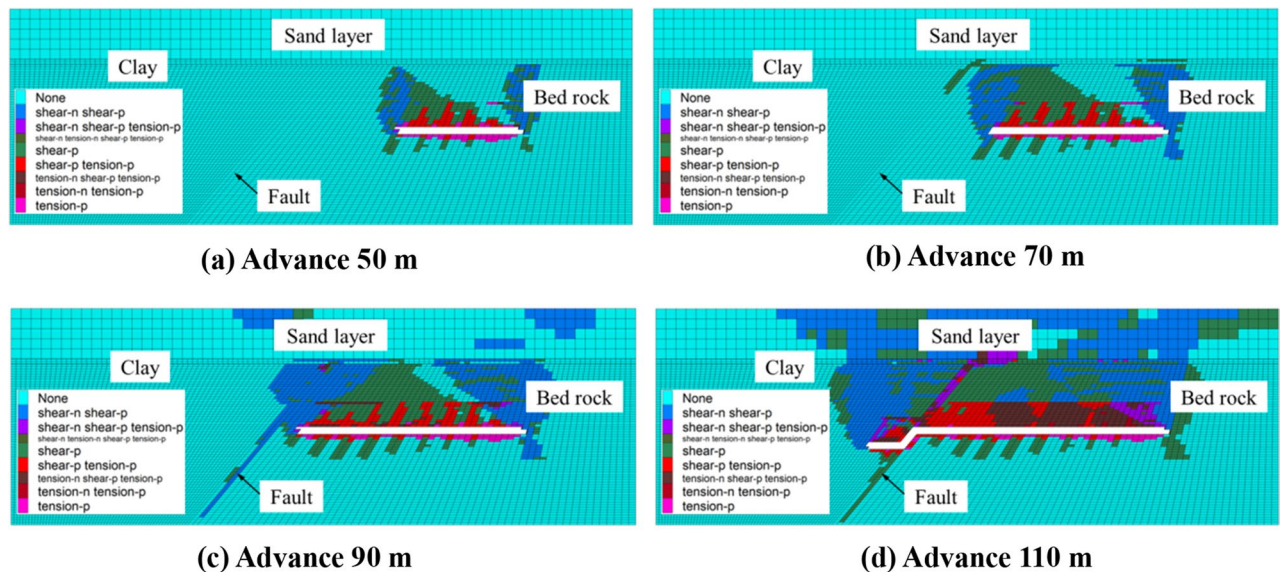 Sand layer
Clay
Bed rock
None
shear-n shear-p
shear-n shear-p tension-p
shear-n tension-n shear-p tension-p
shear-p
shear-p tension-p
tension-n shear-p tension-p
tension-n tension-p
tension-p
Fault
(a) Advance 50 m
Sand layer
Clay
Bed rock
None
shear-n shear-p
shear-n shear-p tension-p
shear-n tension-n shear-p tension-p
shear-p
shear-p tension-p
tension-n shear-p tension-p
tension-n tension-p
tension-p
Fault
(b) Advance 70 m
Sand layer
Clay
Bed rock
None
shear-n shear-p
shear-n shear-p tension-p
shear-n tension-n shear-p tension-p
shear-p
shear-p tension-p
tension-n shear-p tension-p
tension-n tension-p
tension-p
Fault
(c) Advance 90 m
Sand layer
Clay
Bed rock
None
shear-n shear-p
shear-n shear-p tension-p
shear-n tension-n shear-p tension-p
shear-p
shear-p tension-p
tension-n shear-p tension-p
tension-n tension-p
tension-p
Fault
(d) Advance 110 m